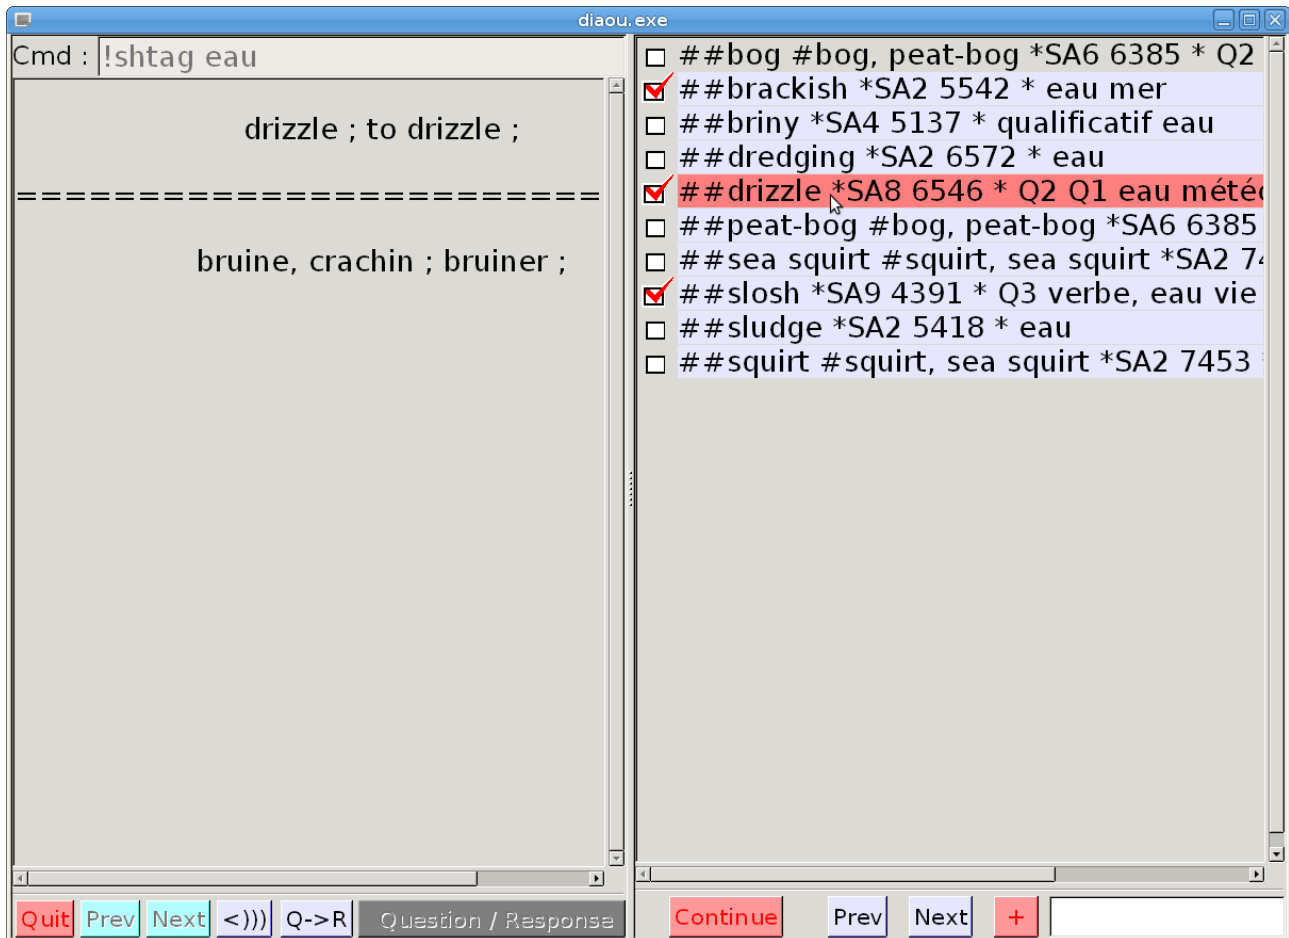 diaou.exe
Cmd : !shtag eau
drizzle ; to drizzle ;
=========================
bruine, crachin ; bruiner ;
Quit Prev Next <))) Q->R Question / Response
##bog #bog, peat-bog *SA6 6385 * Q2
##brackish *SA2 5542 * eau mer
##briny *SA4 5137 * qualificatif eau
##dredging *SA2 6572 * eau
##drizzle *SA8 6546 * Q2 Q1 eau mété
##peat-bog #bog, peat-bog *SA6 6385
##sea squirt #squirt, sea squirt *SA2 7
##slosh *SA9 4391 * Q3 verbe, eau vie
##sludge *SA2 5418 * eau
##squirt #squirt, sea squirt *SA2 7453
Continue Prev Next +